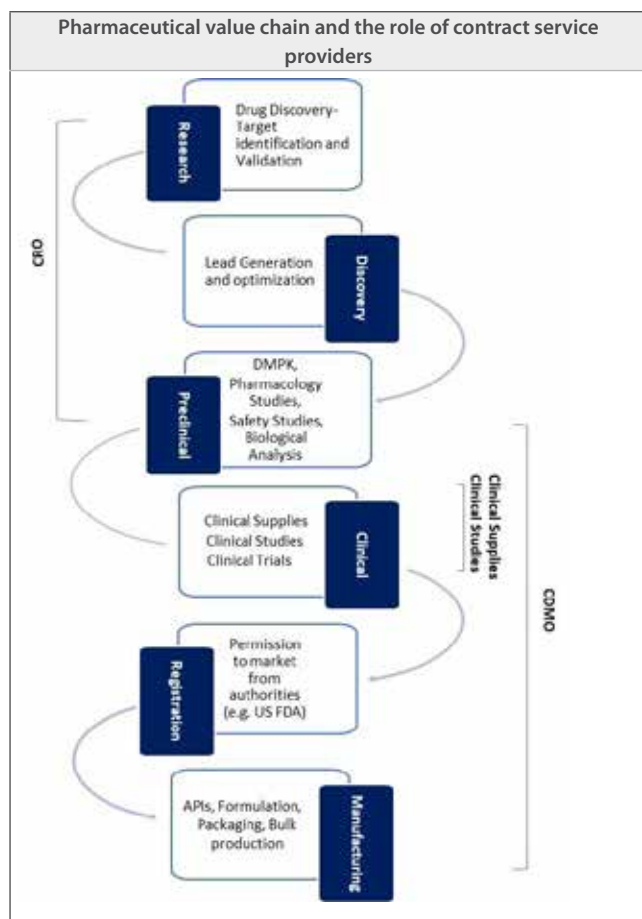 Pharmaceutical value chain and the role of contract service
providers
Research
Drug Discovery-
Target
identification and
Validation
CRO
Lead Generation
and optimization
Discovery
Preclinical
DMPK,
Pharmacology
Studies,
Safety Studies,
Biological
Analysis
Clinical Supplies
Clinical Studies
Clinical Trials
Clinical
Clinical Supplies
Clinical Studies
CDMO
Registration
Permission
to market
from
authorities
(e.g. US FDA)
APIs, Formulation,
Packaging, Bulk
production
Manufacturing